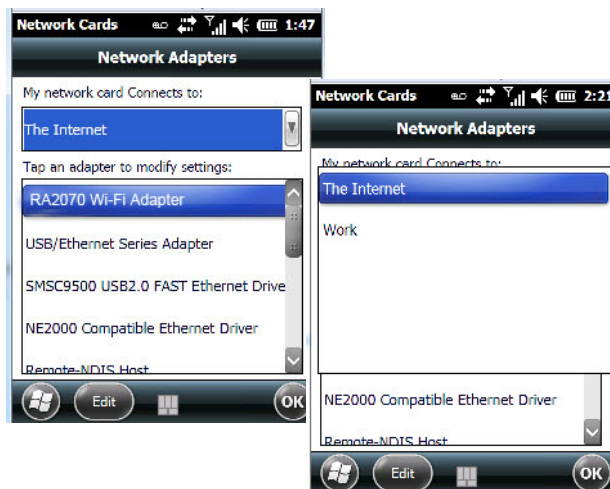 Network Cards 1:47
Network Adapters
My network card Connects to:
The Internet
Tap an adapter to modify settings:
RA2070 Wi-Fi Adapter
USB/Ethernet Series Adapter
SMSC9500 USB2.0 FAST Ethernet Drive
NE2000 Compatible Ethernet Driver
Remote-NDIS Host
Edit OK
Network Cards 2:21
Network Adapters
My network card Connects to:
The Internet
Work
NE2000 Compatible Ethernet Driver
Remote-NDIS Host
Edit OK